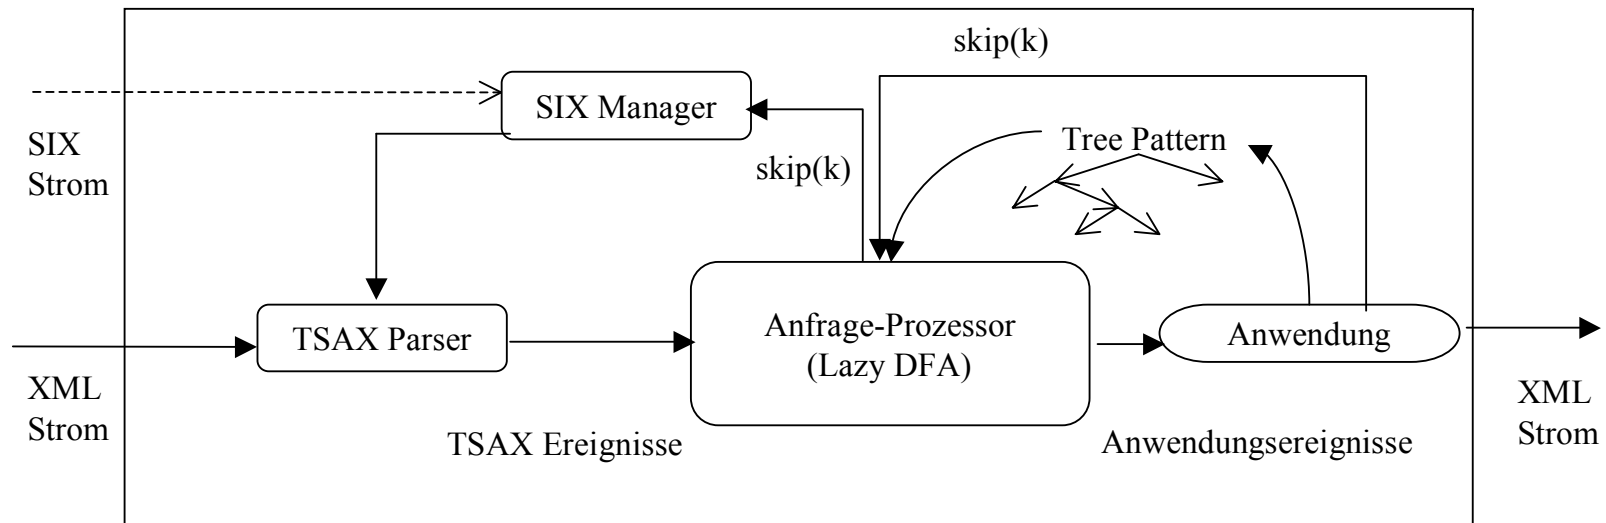 skip(k)
SIX Manager
SIX
Strom
Tree Pattern
skip(k)
TSAX Parser
Anfrage-Prozessor
(Lazy DFA)
Anwendung
XML
Strom
TSAX Ereignisse
Anwendungsereignisse
XML
Strom